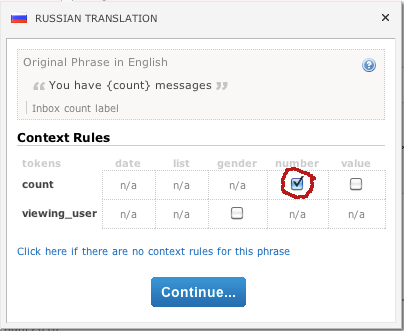 RUSSIAN TRANSLATION ×
Original Phrase in English ?
“ You have {count} messages ”
Inbox count label
Context Rules
tokens date list gender number value
count n/a n/a n/a
viewing_user n/a n/a n/a n/a
Click here if there are no context rules for this phrase
Continue...